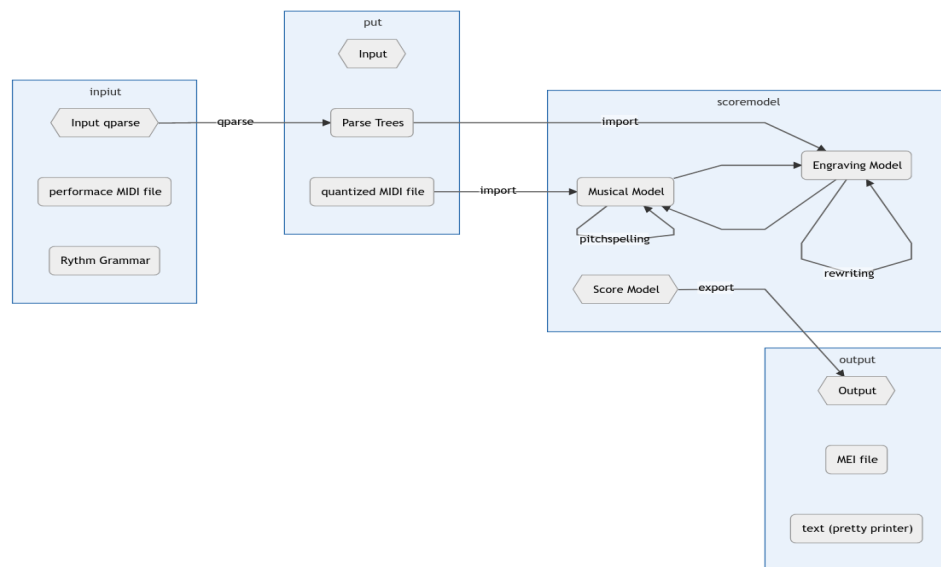 inpiut
Input qparse
performace MIDI file
Rythm Grammar
qparse
put
Input
Parse Trees
quantized MIDI file
import
import
scoremodel
Engraving Model
Musical Model
pitchspelling
rewriting
Score Model
export
output
Output
MEI file
text (pretty printer)